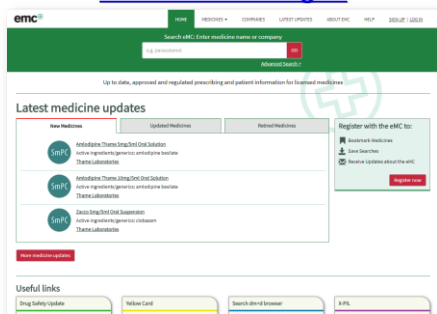 emc
HOME MEDICINES COMPANIES LATEST UPDATES ABOUT EMC HELP SIGN UP | LOG IN
Search eMC: Enter medicine name or company
e.g. paracetamol GO
Advanced Search >
Up to date, approved and regulated prescribing and patient information for licensed medicines
Latest medicine updates
New Medicines Updated Medicines Retired Medicines
SmPC
Amlodipine Thame 5mg/5ml Oral Solution
Active ingredients/generics: amlodipine besilate
Thame Laboratories
SmPC
Amlodipine Thame 10mg/5ml Oral Solution
Active ingredients/generics: amlodipine besilate
Thame Laboratories
SmPC
Zacco 5mg/5ml Oral Suspension
Active ingredients/generics: clobazam
Thame Laboratories
Register with the eMC to:
Bookmark Medicines
Save Searches
Receive Updates about the eMC
Register now
More medicine updates
Useful links
Drug Safety Update Yellow Card Search dm+d browser X-PIL